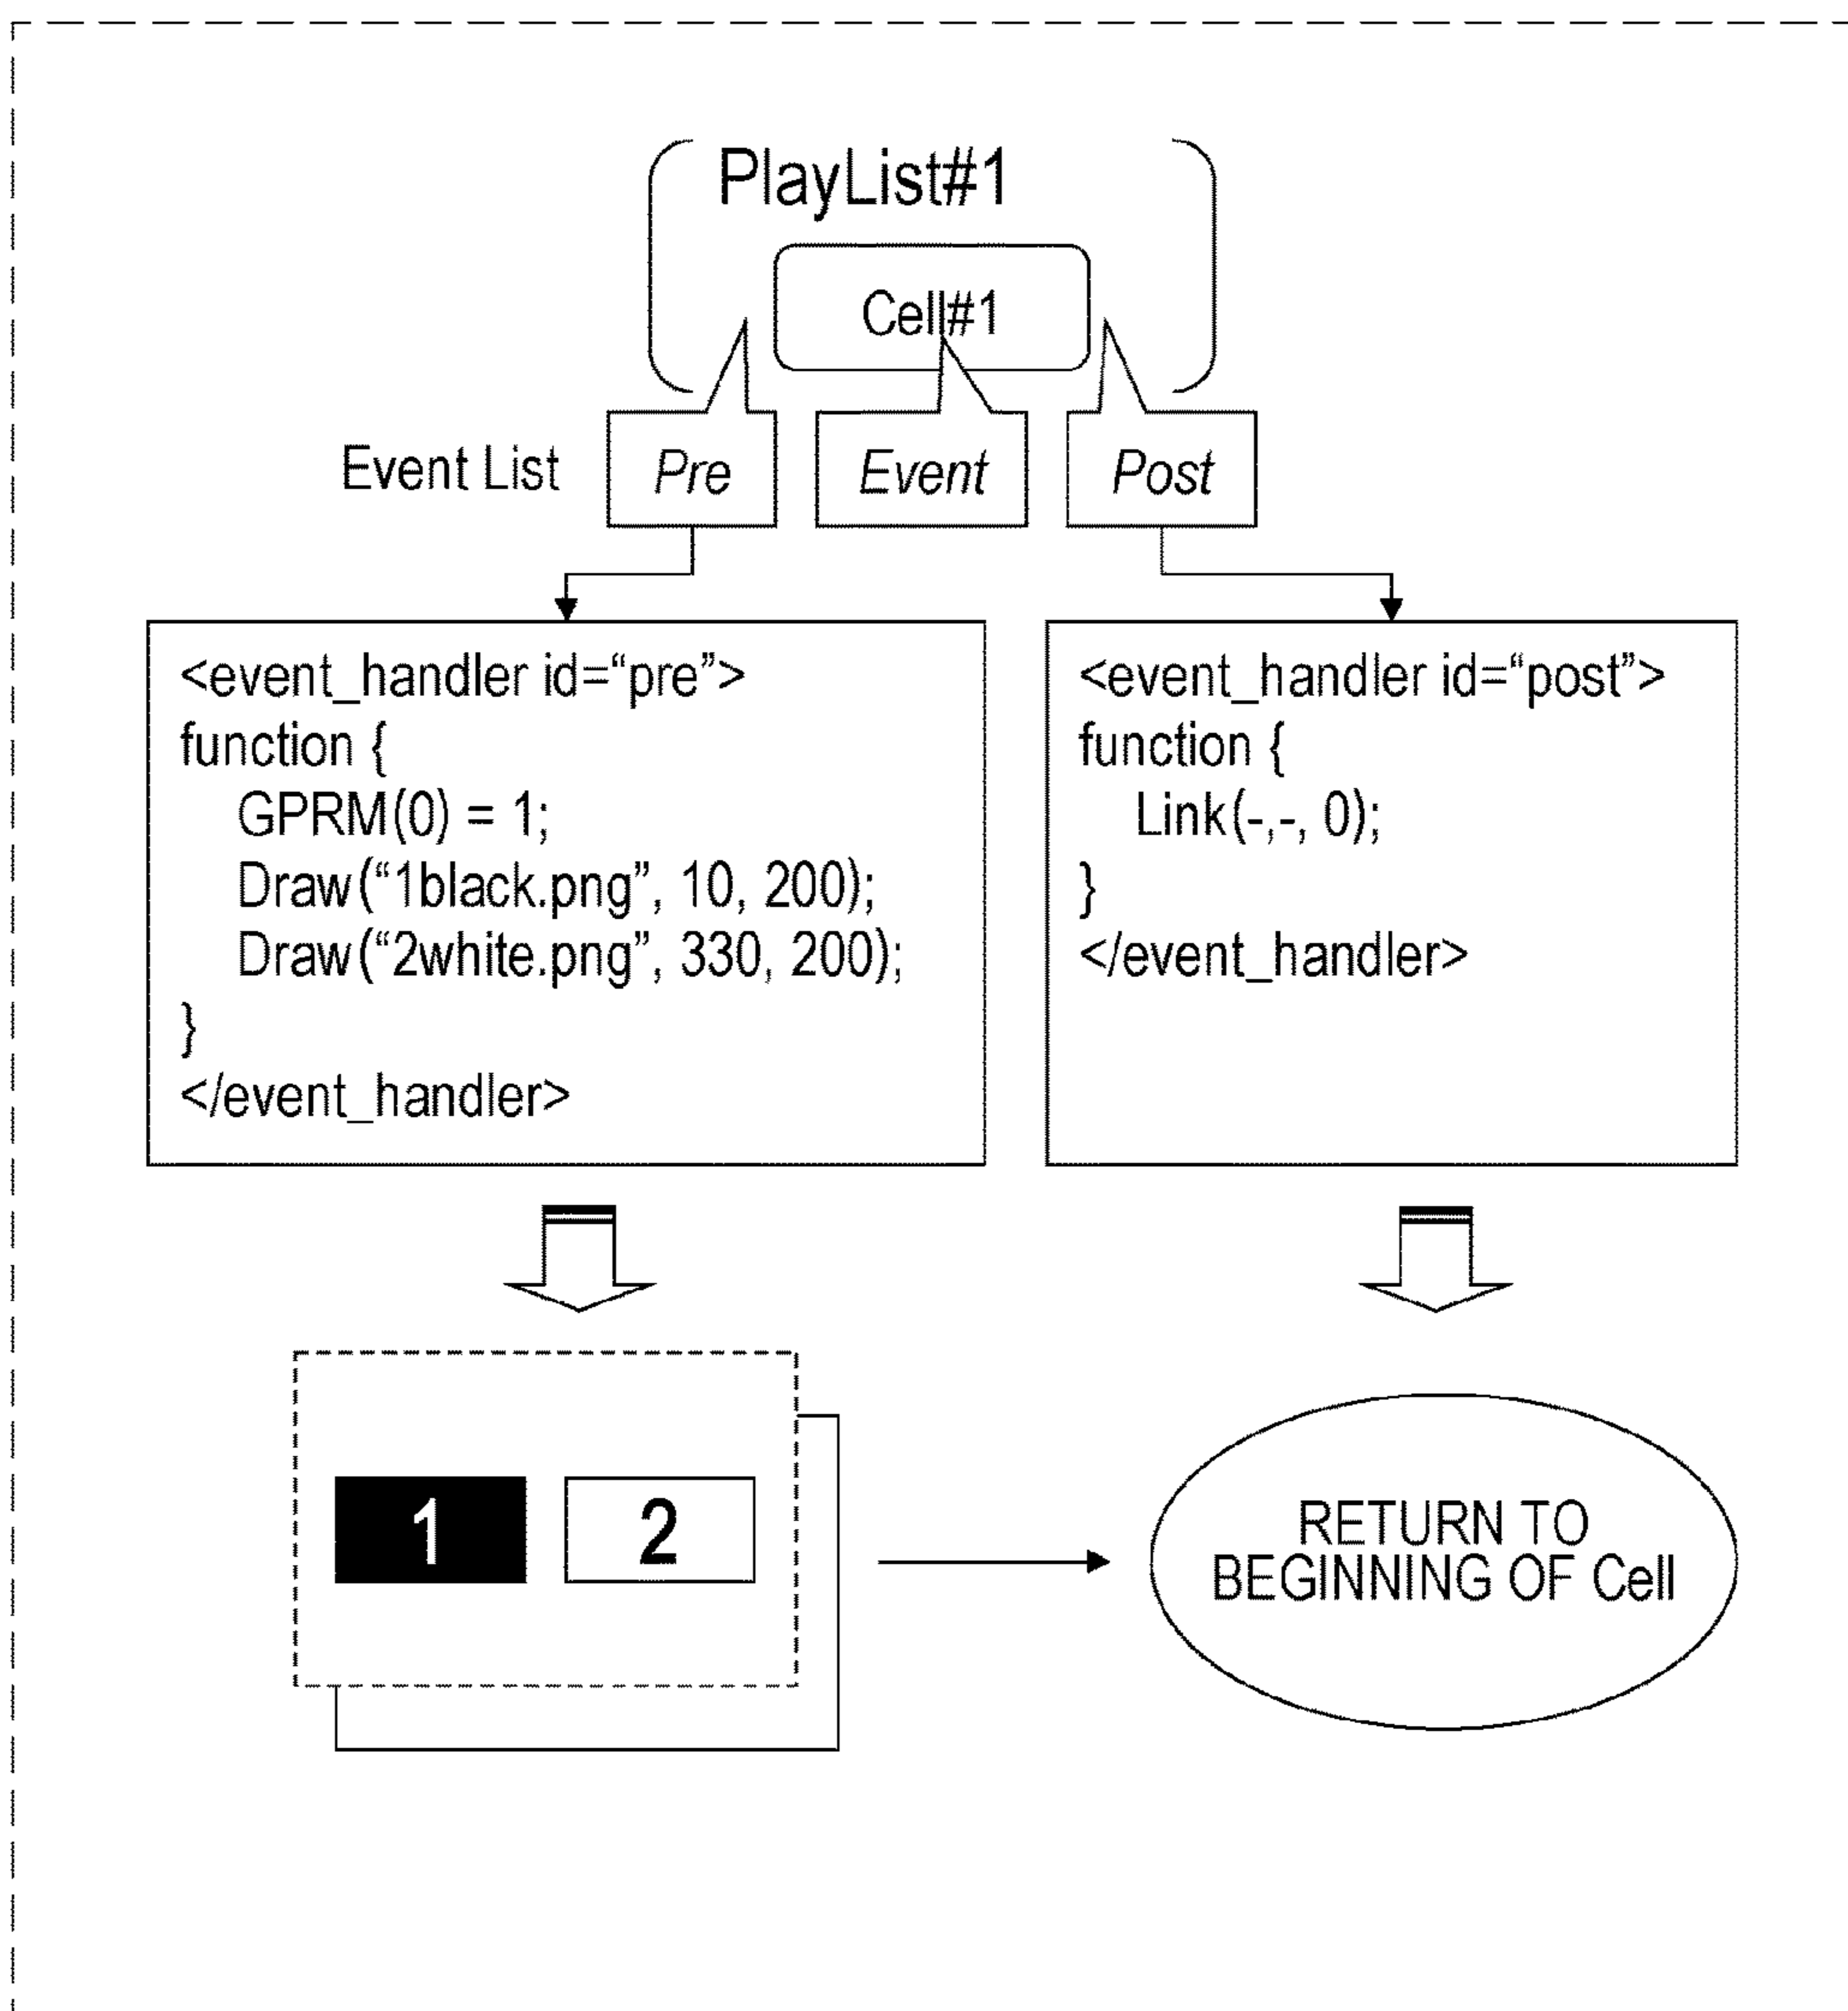 PlayList#1
Cell#1
Event List
Pre
Event
Post
<event_handler id=“pre”>
function {
GPRM(0) = 1;
Draw(“1black.png”, 10, 200);
Draw(“2white.png”, 330, 200);
}
</event_handler>
<event_handler id=“post”>
function {
Link(-,-, 0);
}
</event_handler>
1
2
RETURN TO
BEGINNING OF Cell